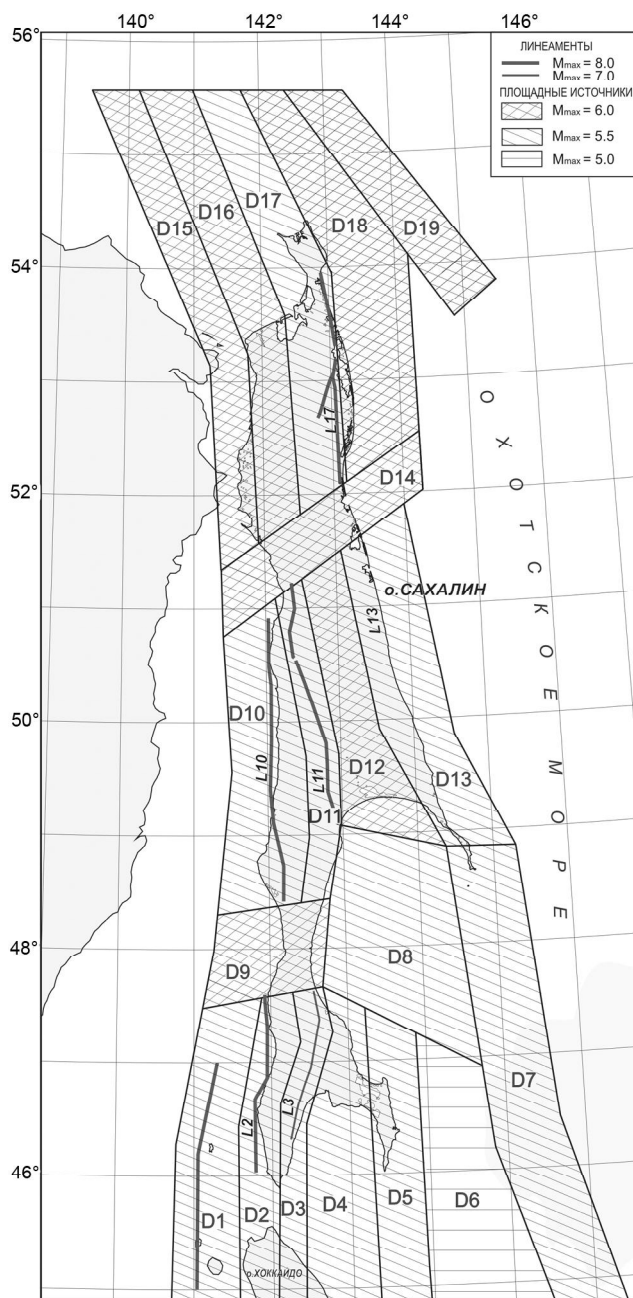 140°
142°
144°
146°
56°
ЛИНЕАМЕНТЫ
Mmax = 8.0
Mmax = 7.0
ПЛОЩАДНЫЕ ИСТОЧНИКИ
Mmax = 6.0
Mmax = 5.5
Mmax = 5.0
D15
D16
D17
D18
D19
54°
L17
52°
D14
о.САХАЛИН
L13
ОХОТСКОЕ МОРЕ
50°
D10
L10
L11
D11
D12
D13
48°
D9
D8
D7
L2
L3
46°
D1
D2
D3
D4
D5
D6
о.ХОККАЙДО